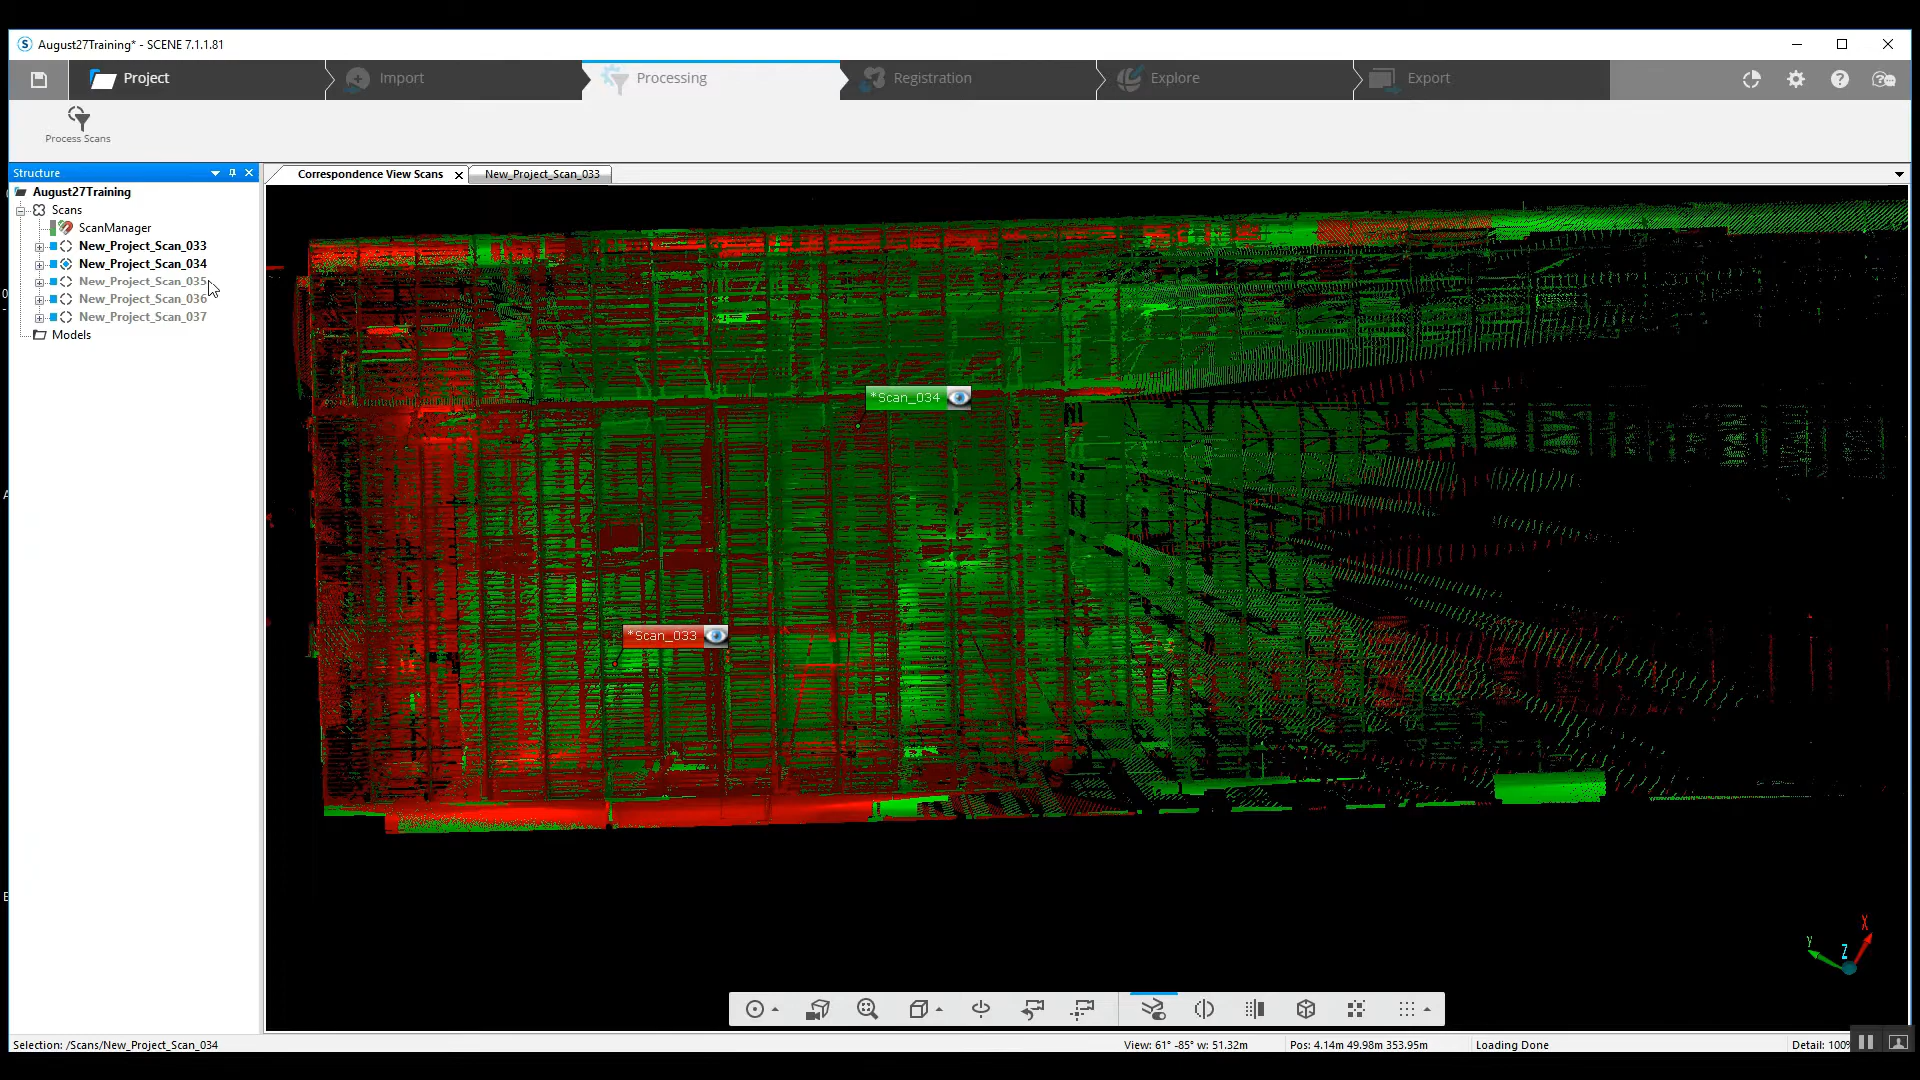 August27Training* - SCENE 7.1.1.81
Project
Import
Processing
Registration
Explore
Export
Process Scans
Structure
Correspondence View Scans
New_Project_Scan_033
August27Training
Scans
ScanManager
New_Project_Scan_033
New_Project_Scan_034
New_Project_Scan_035
New_Project_Scan_036
New_Project_Scan_037
Models
*Scan_034
*Scan_033
X
Y
Z
Selection: /Scans/New_Project_Scan_034
View: 61° -85° w: 51.32m
Pos: 4.14m 49.98m 353.95m
Loading Done
Detail: 100%